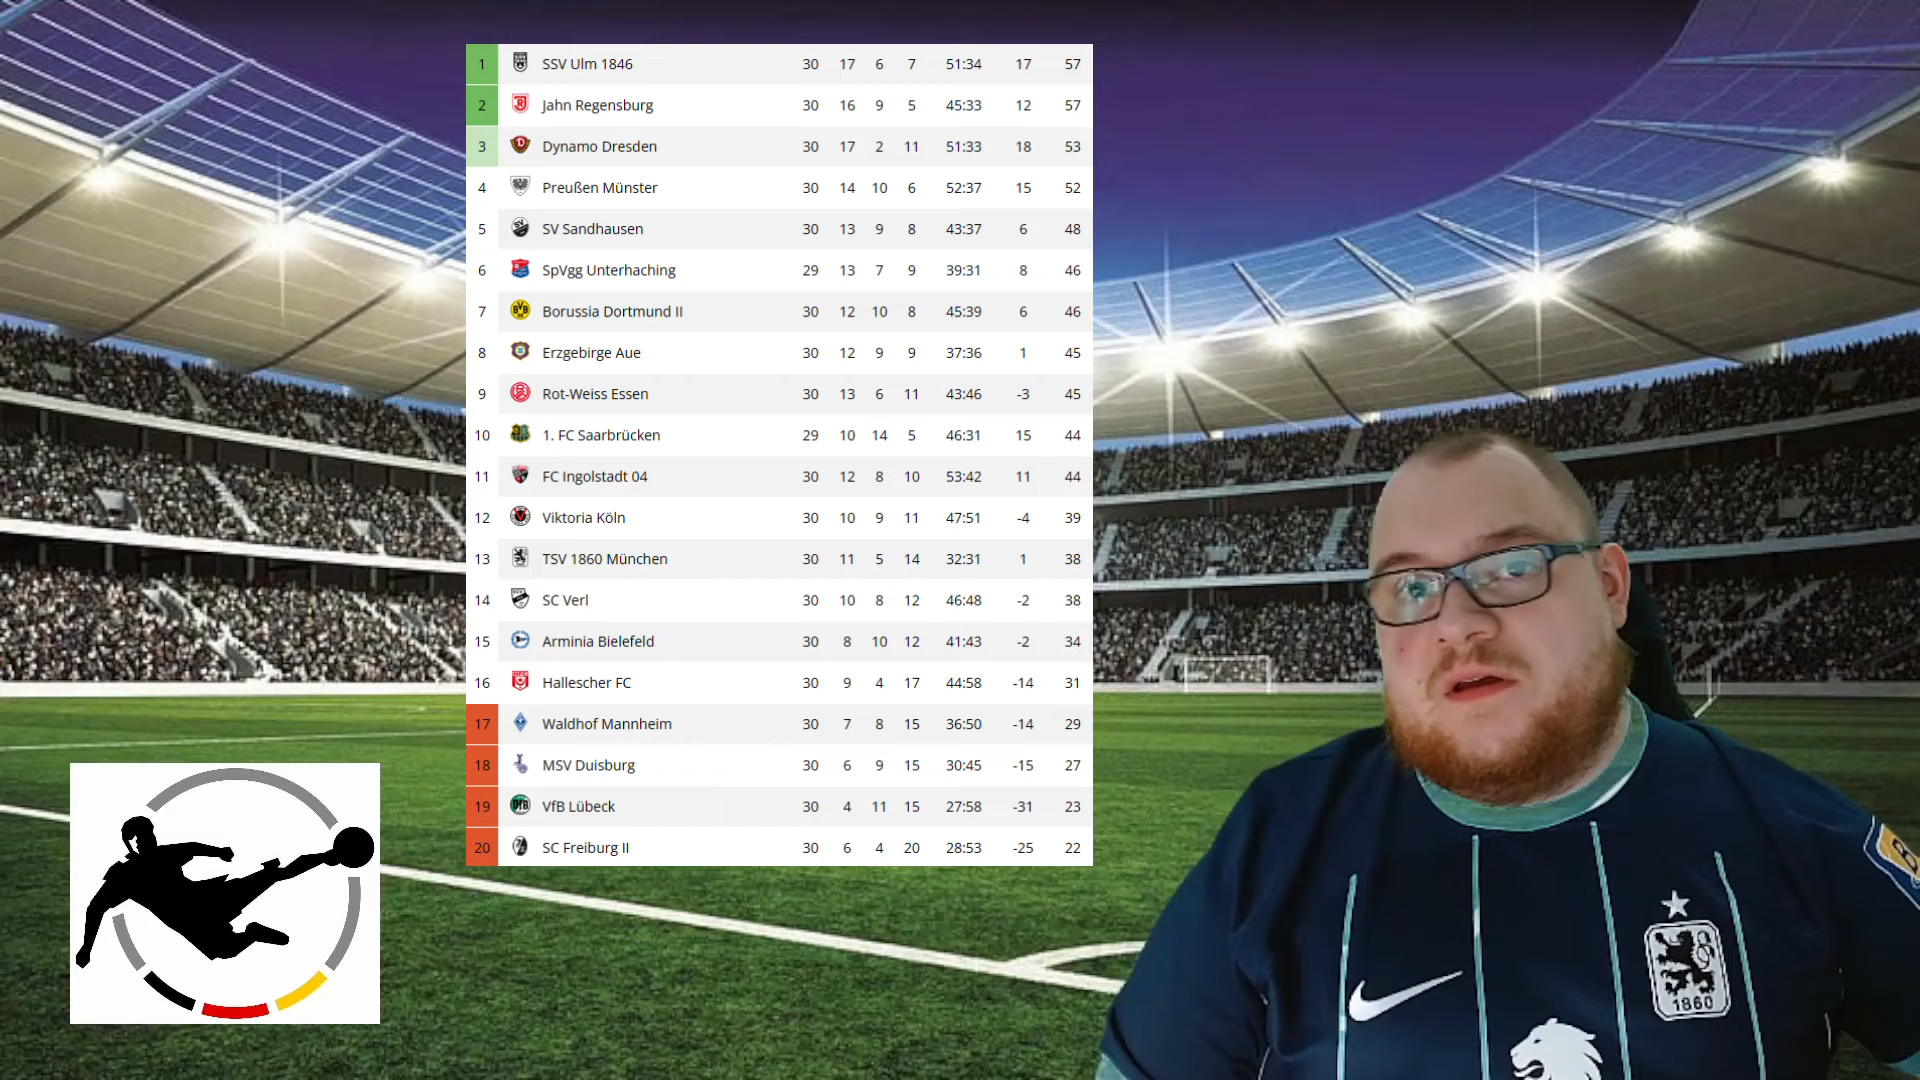 1 SSV Ulm 1846 30 17 6 7 51:34 17 57
2 Jahn Regensburg 30 16 9 5 45:33 12 57
3 Dynamo Dresden 30 17 2 11 51:33 18 53
4 Preußen Münster 30 14 10 6 52:37 15 52
5 SV Sandhausen 30 13 9 8 43:37 6 48
6 SpVgg Unterhaching 29 13 7 9 39:31 8 46
7 Borussia Dortmund II 30 12 10 8 45:39 6 46
8 Erzgebirge Aue 30 12 9 9 37:36 1 45
9 Rot-Weiss Essen 30 13 6 11 43:46 -3 45
10 1. FC Saarbrücken 29 10 14 5 46:31 15 44
11 FC Ingolstadt 04 30 12 8 10 53:42 11 44
12 Viktoria Köln 30 10 9 11 47:51 -4 39
13 TSV 1860 München 30 11 5 14 32:31 1 38
14 SC Verl 30 10 8 12 46:48 -2 38
15 Arminia Bielefeld 30 8 10 12 41:43 -2 34
16 Hallescher FC 30 9 4 17 44:58 -14 31
17 Waldhof Mannheim 30 7 8 15 36:50 -14 29
18 MSV Duisburg 30 6 9 15 30:45 -15 27
19 VfB Lübeck 30 4 11 15 27:58 -31 23
20 SC Freiburg II 30 6 4 20 28:53 -25 22
1860